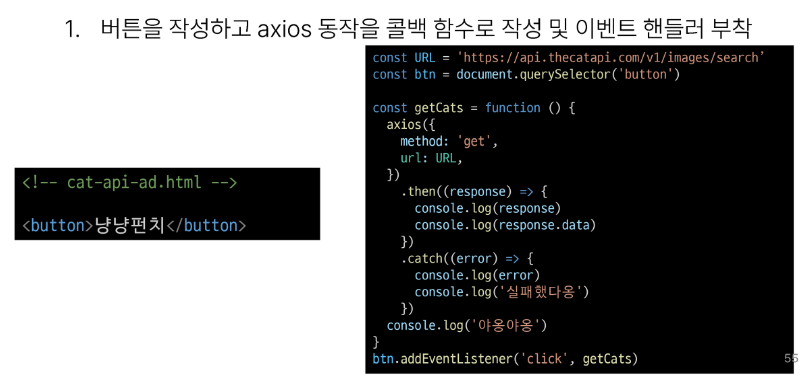 1. 버튼을 작성하고 axios 동작을 콜백 함수로 작성 및 이벤트 핸들러 부착
<!-- cat-api-ad.html -->
<button>냥냥펀치</button>
const URL = 'https://api.thecatapi.com/v1/images/search’
const btn = document.querySelector('button')
const getCats = function () {
axios({
method: 'get',
url: URL,
})
.then((response) => {
console.log(response)
console.log(response.data)
})
.catch((error) => {
console.log(error)
console.log('실패했다옹')
})
console.log('야옹야옹')
}
btn.addEventListener('click', getCats)
55